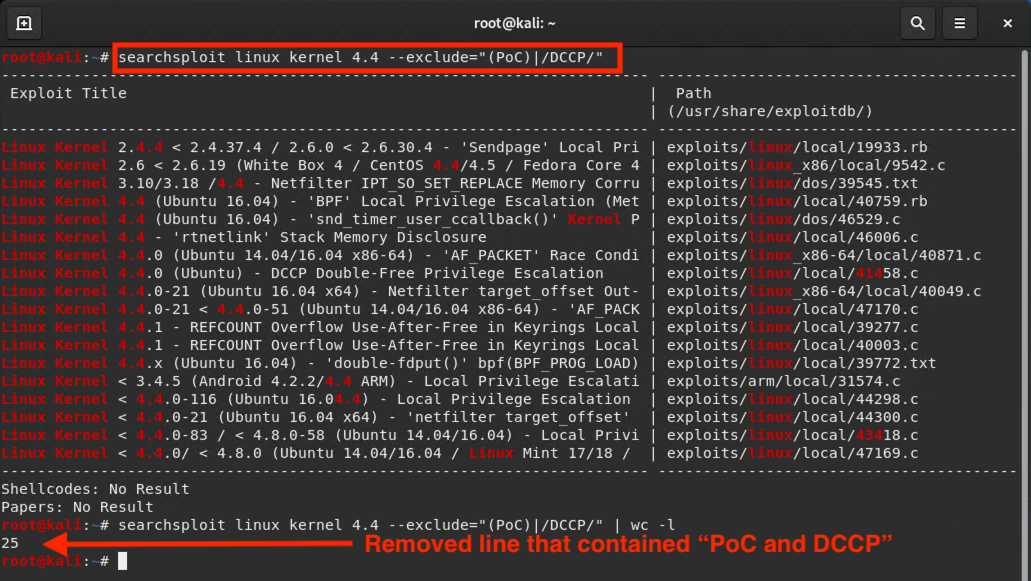 root@kali: ~
root@kali:~# searchsploit linux kernel 4.4 --exclude="(PoC)|/DCCP/"
--------------------------------------------------------------------------------- ----------------------------------------
Exploit Title | Path
| (/usr/share/exploitdb/)
--------------------------------------------------------------------------------- ----------------------------------------
Linux Kernel 2.4.4 < 2.4.37.4 / 2.6.0 < 2.6.30.4 - 'Sendpage' Local Pri | exploits/linux/local/19933.rb
Linux Kernel 2.6 < 2.6.19 (White Box 4 / CentOS 4.4/4.5 / Fedora Core 4 | exploits/linux_x86/local/9542.c
Linux Kernel 3.10/3.18 /4.4 - Netfilter IPT_SO_SET_REPLACE Memory Corru | exploits/linux/dos/39545.txt
Linux Kernel 4.4 (Ubuntu 16.04) - 'BPF' Local Privilege Escalation (Met | exploits/linux/local/40759.rb
Linux Kernel 4.4 (Ubuntu 16.04) - 'snd_timer_user_ccallback()' Kernel P | exploits/linux/dos/46529.c
Linux Kernel 4.4 - 'rtnetlink' Stack Memory Disclosure | exploits/linux/local/46006.c
Linux Kernel 4.4.0 (Ubuntu 14.04/16.04 x86-64) - 'AF_PACKET' Race Condi | exploits/linux_x86-64/local/40871.c
Linux Kernel 4.4.0 (Ubuntu) - DCCP Double-Free Privilege Escalation | exploits/linux/local/41458.c
Linux Kernel 4.4.0-21 (Ubuntu 16.04 x64) - Netfilter target_offset Out- | exploits/linux_x86-64/local/40049.c
Linux Kernel 4.4.0-21 < 4.4.0-51 (Ubuntu 14.04/16.04 x86-64) - 'AF_PACK | exploits/linux/local/47170.c
Linux Kernel 4.4.1 - REFCOUNT Overflow Use-After-Free in Keyrings Local | exploits/linux/local/39277.c
Linux Kernel 4.4.1 - REFCOUNT Overflow Use-After-Free in Keyrings Local | exploits/linux/local/40003.c
Linux Kernel 4.4.x (Ubuntu 16.04) - 'double-fdput()' bpf(BPF_PROG_LOAD) | exploits/linux/local/39772.txt
Linux Kernel < 3.4.5 (Android 4.2.2/4.4 ARM) - Local Privilege Escalati | exploits/arm/local/31574.c
Linux Kernel < 4.4.0-116 (Ubuntu 16.04.4) - Local Privilege Escalation | exploits/linux/local/44298.c
Linux Kernel < 4.4.0-21 (Ubuntu 16.04 x64) - 'netfilter target_offset' | exploits/linux/local/44300.c
Linux Kernel < 4.4.0-83 / < 4.8.0-58 (Ubuntu 14.04/16.04) - Local Privi | exploits/linux/local/43418.c
Linux Kernel < 4.4.0/ < 4.8.0 (Ubuntu 14.04/16.04 / Linux Mint 17/18 / | exploits/linux/local/47169.c
--------------------------------------------------------------------------------- ----------------------------------------
Shellcodes: No Result
Papers: No Result
root@kali:~# searchsploit linux kernel 4.4 --exclude="(PoC)|/DCCP/" | wc -l
25 Removed line that contained “PoC and DCCP”
root@kali:~#